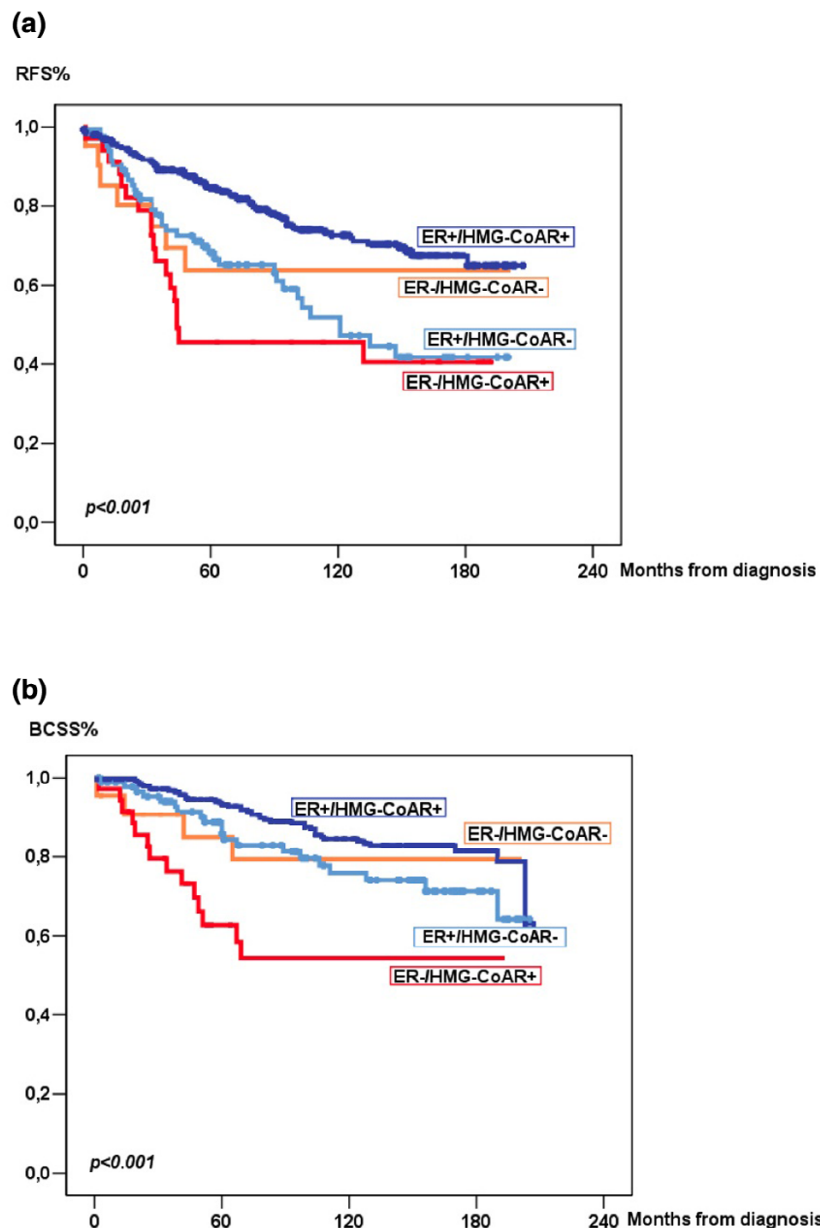 (a)
RFS%
1,0
0,8
ER+/HMG-CoAR+
0,6
ER-/HMG-CoAR-
ER+/HMG-CoAR-
0,4
ER-/HMG-CoAR+
0,2
p<0.001
0,0
0 60 120 180 240 Months from diagnosis
(b)
BCSS%
1,0
ER+/HMG-CoAR+
ER-/HMG-CoAR-
0,8
0,6
ER+/HMG-CoAR-
ER-/HMG-CoAR+
0,4
0,2
p<0.001
0,0
0 60 120 180 240 Months from diagnosis